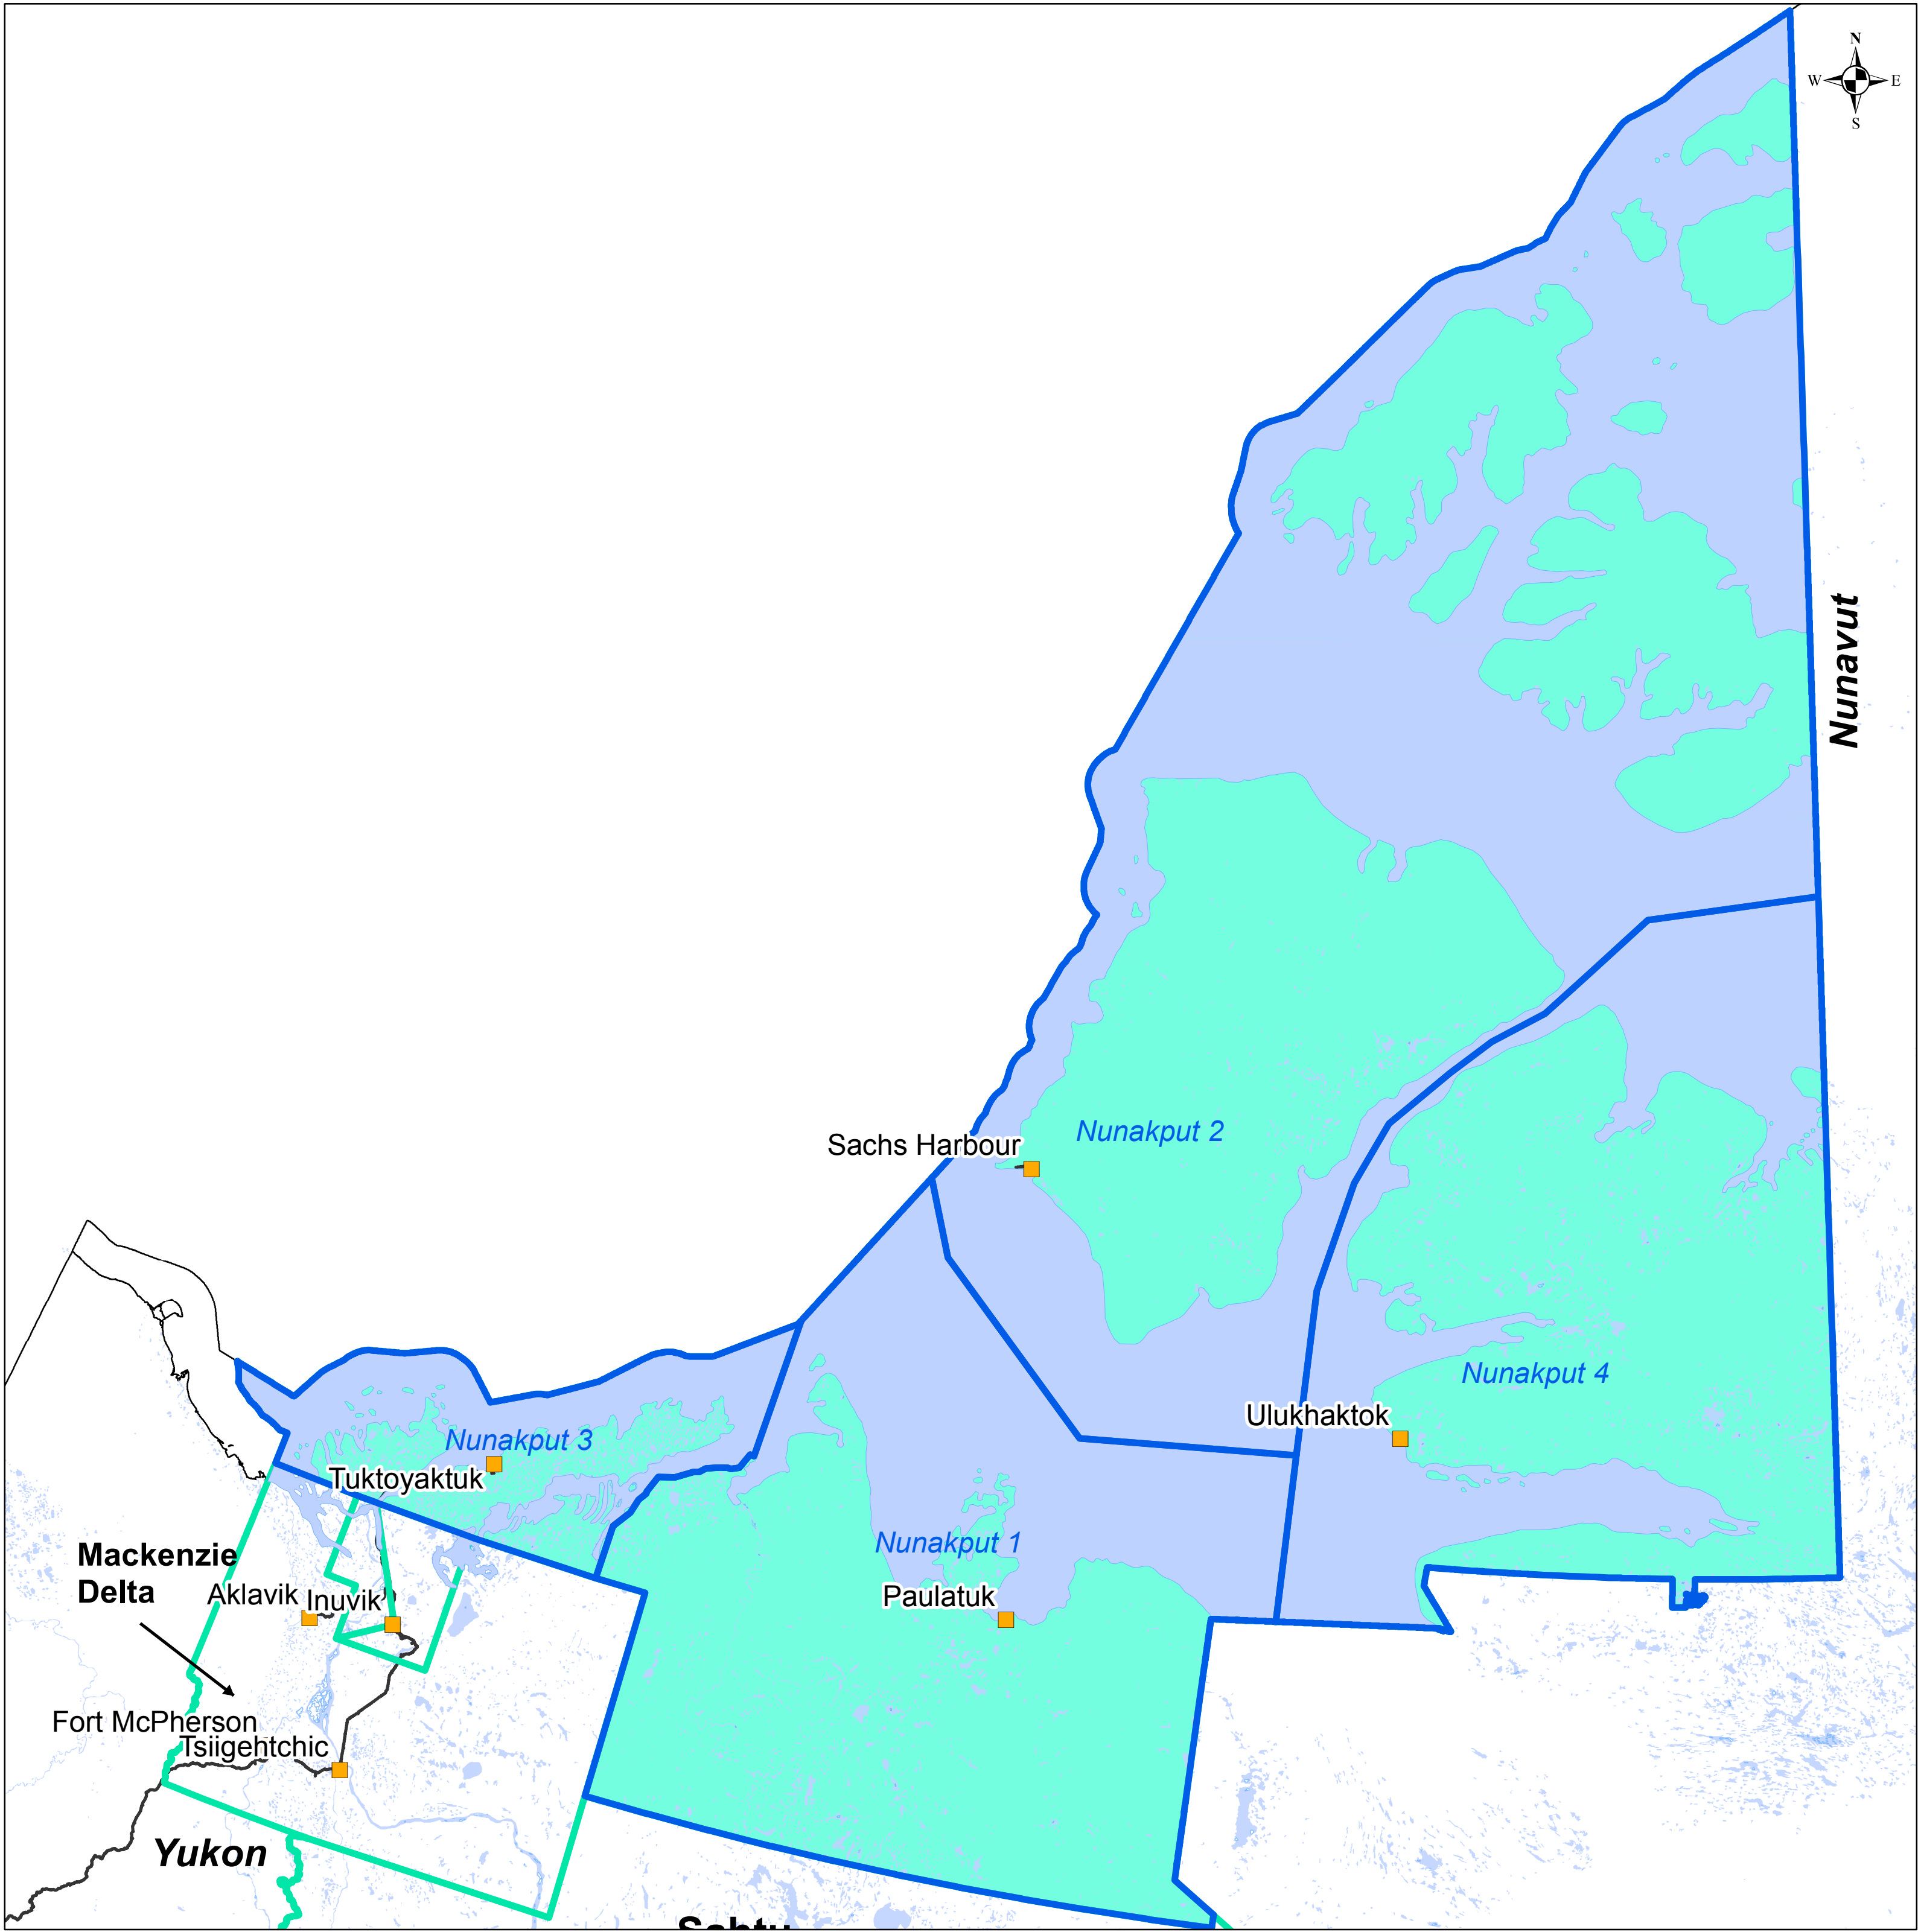 N
W E
S
Nunavut
Nunakput 2
Sachs Harbour
Nunakput 4
Ulukhaktok
Nunakput 3
Tuktoyaktuk
Nunakput 1
Paulatuk
Mackenzie
Delta
Aklavik
Inuvik
Fort McPherson
Tsiigehtchic
Yukon
Sahtu